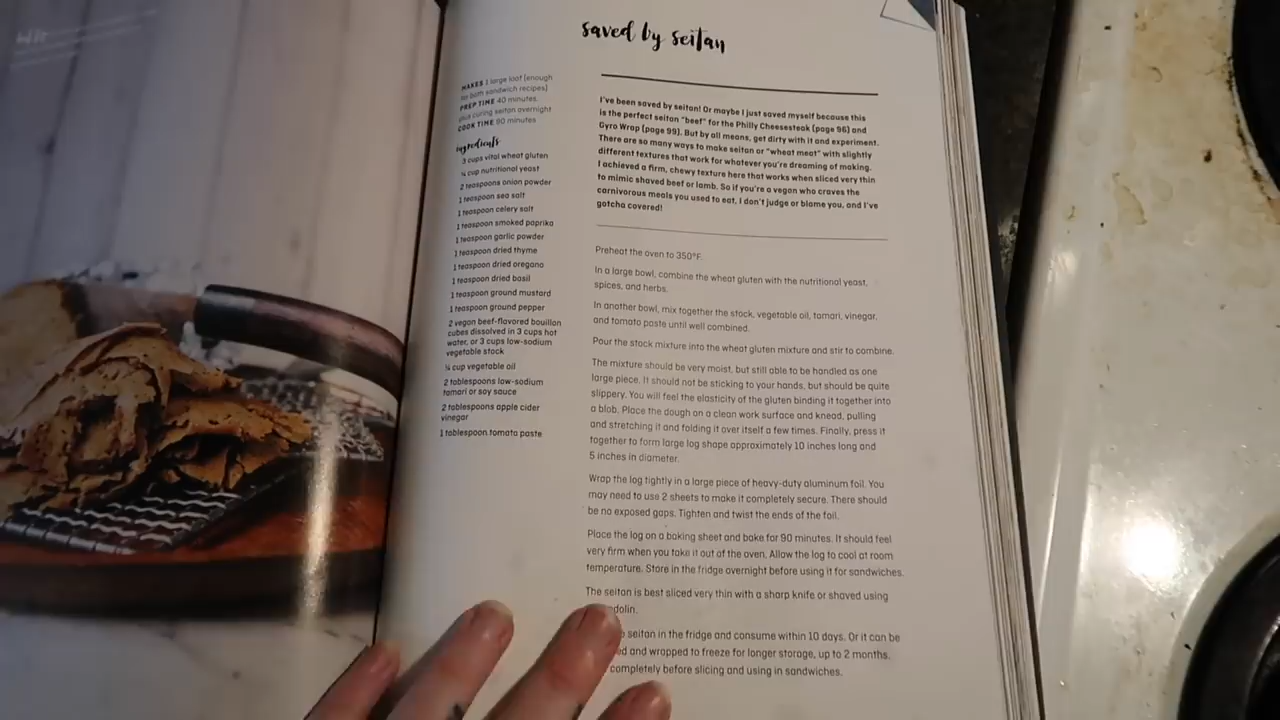 saved by seitan
MAKES 1 large loaf (enough
for both sandwich recipes)
PREP TIME 40 minutes,
plus curing seitan overnight
COOK TIME 90 minutes
ingredients
3 cups vital wheat gluten
¼ cup nutritional yeast
2 teaspoons onion powder
1 teaspoon sea salt
1 teaspoon celery salt
1 teaspoon smoked paprika
1 teaspoon garlic powder
1 teaspoon dried thyme
1 teaspoon dried oregano
1 teaspoon dried basil
1 teaspoon ground mustard
1 teaspoon ground pepper
2 vegan beef-flavored bouillon
cubes dissolved in 3 cups hot
water, or 3 cups low-sodium
vegetable stock
¼ cup vegetable oil
2 tablespoons low-sodium
tamari or soy sauce
2 tablespoons apple cider
vinegar
1 tablespoon tomato paste
I've been saved by seitan! Or maybe I just saved myself because this
is the perfect seitan "beef" for the Philly Cheesesteak (page 96) and
Gyro Wrap (page 99). But by all means, get dirty with it and experiment.
There are so many ways to make seitan or "wheat meat" with slightly
different textures that work for whatever you're dreaming of making.
I achieved a firm, chewy texture here that works when sliced very thin
to mimic shaved beef or lamb. So if you're a vegan who craves the
carnivorous meals you used to eat, I don't judge or blame you, and I've
gotcha covered!
Preheat the oven to 350°F.
In a large bowl, combine the wheat gluten with the nutritional yeast,
spices, and herbs.
In another bowl, mix together the stock, vegetable oil, tamari, vinegar,
and tomato paste until well combined.
Pour the stock mixture into the wheat gluten mixture and stir to combine.
The mixture should be very moist, but still able to be handled as one
large piece. It should not be sticking to your hands, but should be quite
slippery. You will feel the elasticity of the gluten binding it together into
a blob. Place the dough on a clean work surface and knead, pulling
and stretching it and folding it over itself a few times. Finally, press it
together to form large log shape approximately 10 inches long and
5 inches in diameter.
Wrap the log tightly in a large piece of heavy-duty aluminum foil. You
may need to use 2 sheets to make it completely secure. There should
be no exposed gaps. Tighten and twist the ends of the foil.
Place the log on a baking sheet and bake for 90 minutes. It should feel
very firm when you take it out of the oven. Allow the log to cool at room
temperature. Store in the fridge overnight before using it for sandwiches.
The seitan is best sliced very thin with a sharp knife or shaved using
dolin.
seitan in the fridge and consume within 10 days. Or it can be
ed and wrapped to freeze for longer storage, up to 2 months.
completely before slicing and using in sandwiches.